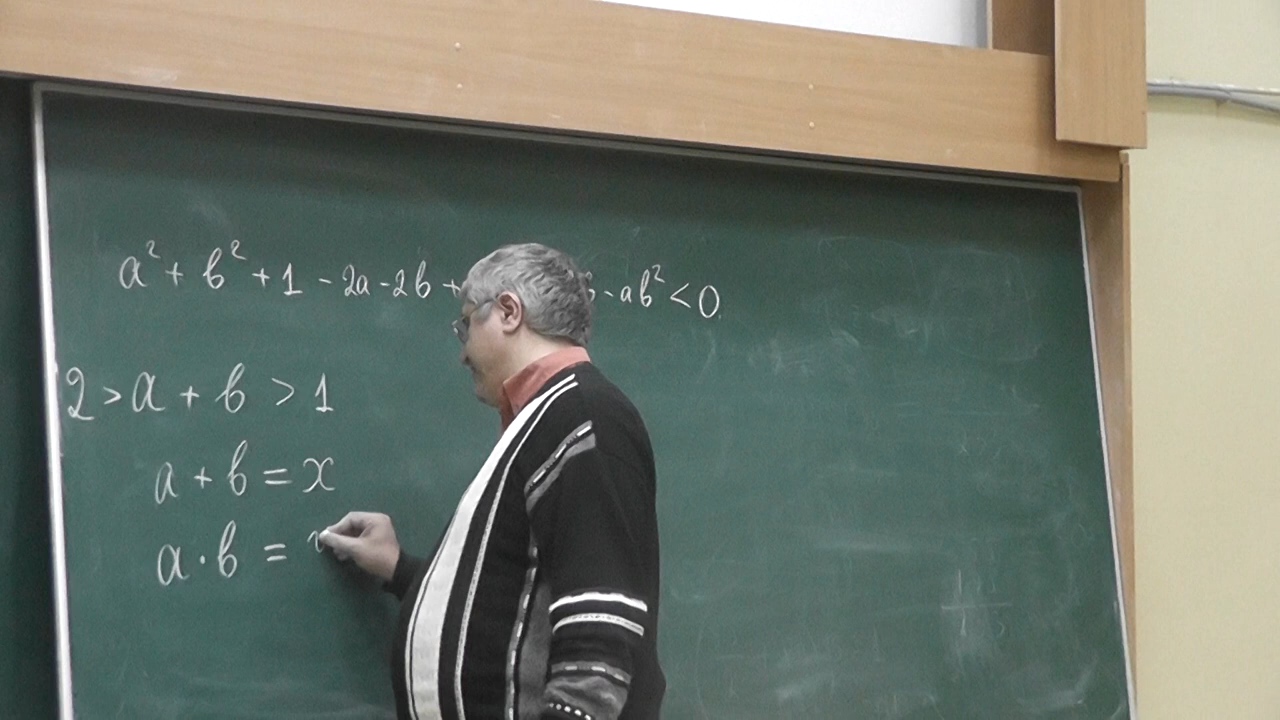 a² + b² + 1 - 2a - 2b + - ab² < 0
2 > a + b > 1
a + b = x
a · b =